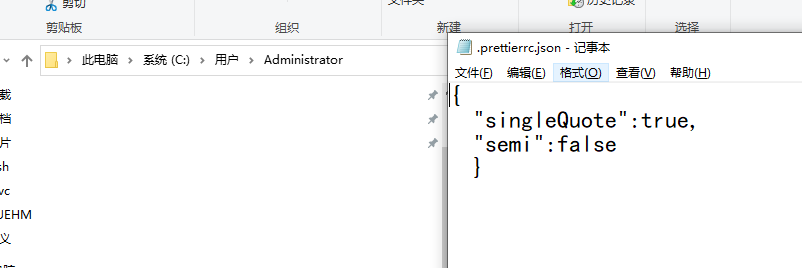 剪切
文件夹
历史记录
剪贴板
组织
新建
打开
选择
此电脑 > 系统 (C:) > 用户 > Administrator
.prettierrc.json - 记事本
文件(F) 编辑(E) 格式(O) 查看(V) 帮助(H)
{
"singleQuote":true,
"semi":false
}
载
档
片
sh
vc
UEHM
义